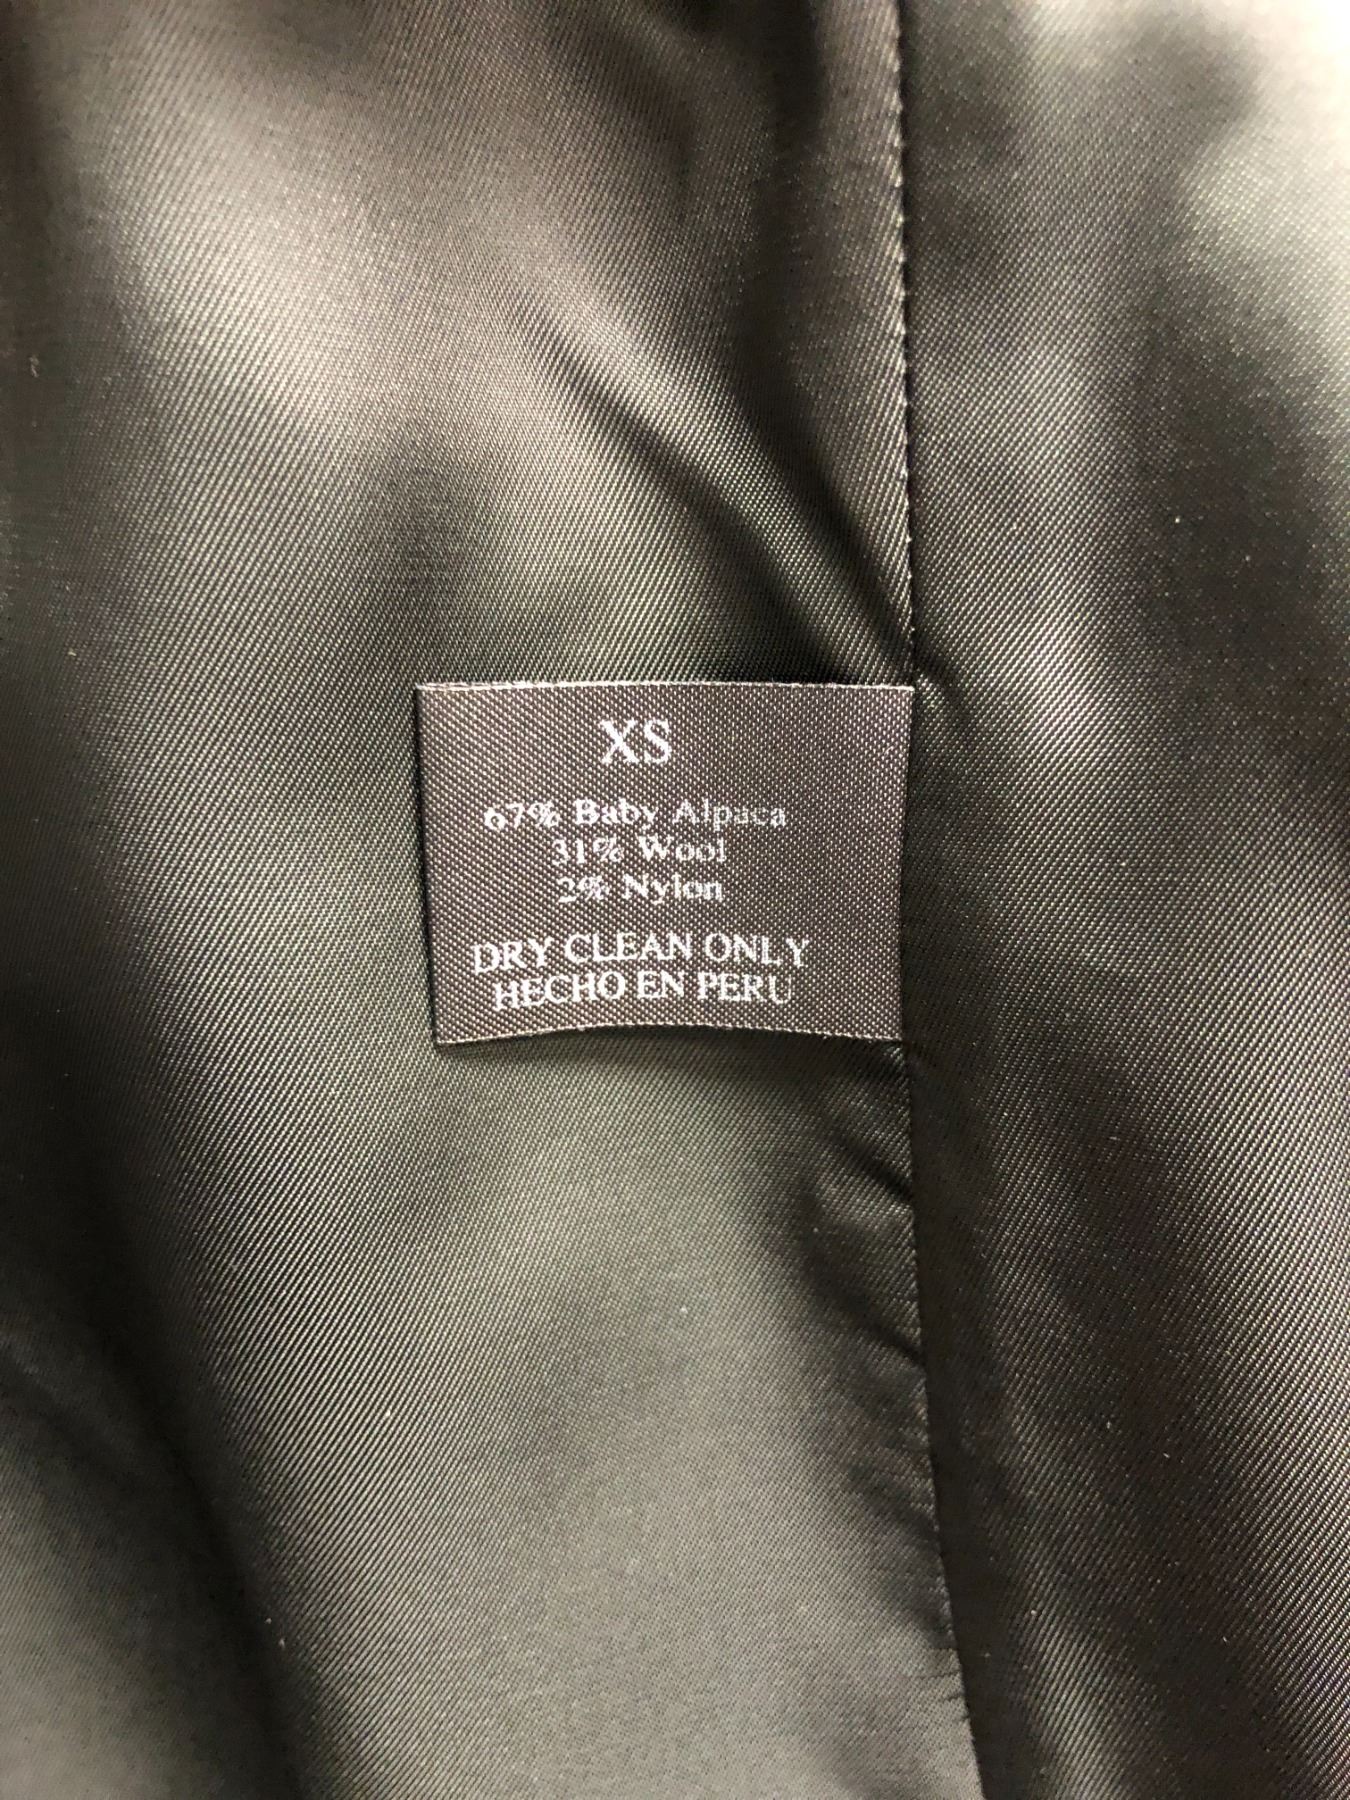 XS
67% Baby Alpaca
31% Wool
2% Nylon
DRY CLEAN ONLY
HECHO EN PERU